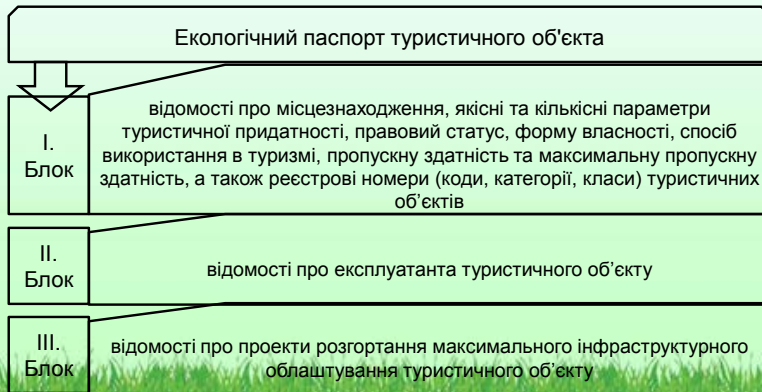 Екологічний паспорт туристичного об'єкта
І.
Блок
відомості про місцезнаходження, якісні та кількісні параметри
туристичної придатності, правовий статус, форму власності, спосіб
використання в туризмі, пропускну здатність та максимальну пропускну
здатність, а також реєстрові номери (коди, категорії, класи) туристичних
об’єктів
ІІ.
Блок
відомості про експлуатанта туристичного об’єкту
ІІІ.
Блок
відомості про проекти розгортання максимального інфраструктурного
облаштування туристичного об’єкту